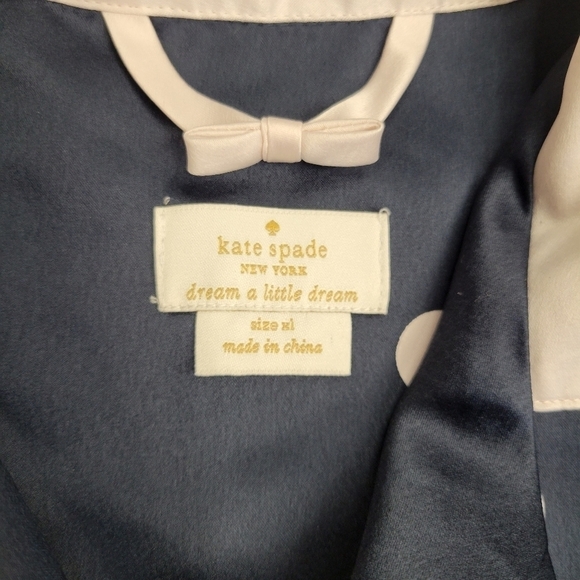 kate spade
NEW YORK
dream a little dream
size xl
made in china